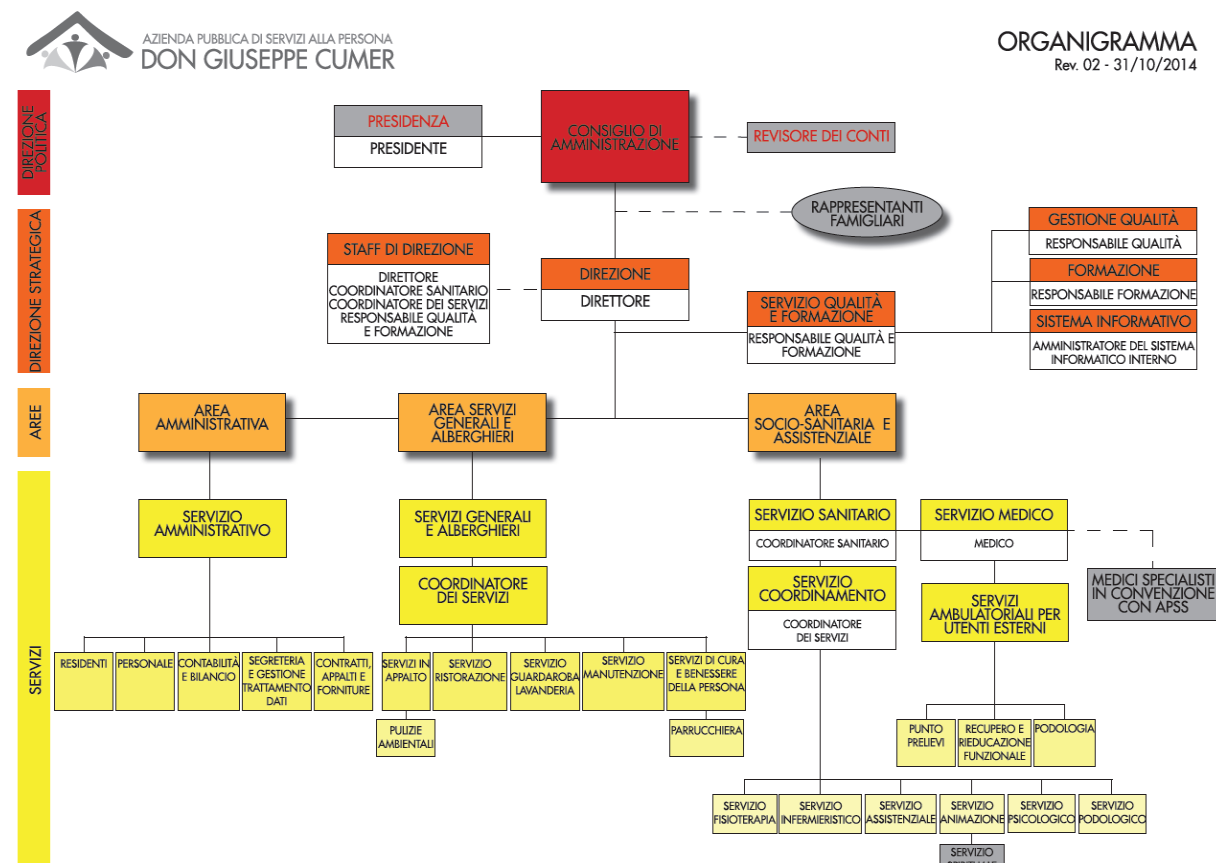 AZIENDA PUBBLICA DI SERVIZI ALLA PERSONA
DON GIUSEPPE CUMER
ORGANIGRAMMA
Rev. 02 - 31/10/2014
DIREZIONE
POLITICA
PRESIDENZA
PRESIDENTE
CONSIGLIO DI
AMMINISTRAZIONE
REVISORE DEI CONTI
RAPPRESENTANTI
FAMIGLIARI
DIREZIONE STRATEGICA
STAFF DI DIREZIONE
DIRETTORE
COORDINATORE SANITARIO
COORDINATORE DEI SERVIZI
RESPONSABILE QUALITÀ
E FORMAZIONE
DIREZIONE
DIRETTORE
SERVIZIO QUALITÀ
E FORMAZIONE
RESPONSABILE QUALITÀ E
FORMAZIONE
GESTIONE QUALITÀ
RESPONSABILE QUALITÀ
FORMAZIONE
RESPONSABILE FORMAZIONE
SISTEMA INFORMATIVO
AMMINISTRATORE DEL SISTEMA
INFORMATICO INTERNO
AREE
AREA
AMMINISTRATIVA
AREA SERVIZI
GENERALI E
ALBERGHIERI
AREA
SOCIO-SANITARIA E
ASSISTENZIALE
SERVIZI
SERVIZIO
AMMINISTRATIVO
SERVIZI GENERALI
E ALBERGHIERI
COORDINATORE
DEI SERVIZI
SERVIZIO SANITARIO
COORDINATORE SANITARIO
SERVIZIO MEDICO
MEDICO
SERVIZIO
COORDINAMENTO
COORDINATORE
DEI SERVIZI
SERVIZI
AMBULATORIALI PER
UTENTI ESTERNI
MEDICI SPECIALISTI
IN CONVENZIONE
CON APSS
RESIDENTI
PERSONALE
CONTABILITÀ
E BILANCIO
SEGRETERIA
E GESTIONE
TRATTAMENTO
DATI
CONTRATTI,
APPALTI E
FORNITURE
SERVIZI IN
APPALTO
SERVIZIO
RISTORAZIONE
SERVIZIO
GUARDAROBA
LAVANDERIA
SERVIZIO
MANUTENZIONE
SERVIZI DI CURA
E BENESSERE
DELLA PERSONA
PULIZIE
AMBIENTALI
PARRUCCHIERA
PUNTO
PRELIEVI
RECUPERO E
RIEDUCAZIONE
FUNZIONALE
PODOLOGIA
SERVIZIO
FISIOTERAPIA
SERVIZIO
INFERMIERISTICO
SERVIZIO
ASSISTENZIALE
SERVIZIO
ANIMAZIONE
SERVIZIO
PSICOLOGICO
SERVIZIO
PODOLOGICO
SERVIZIO